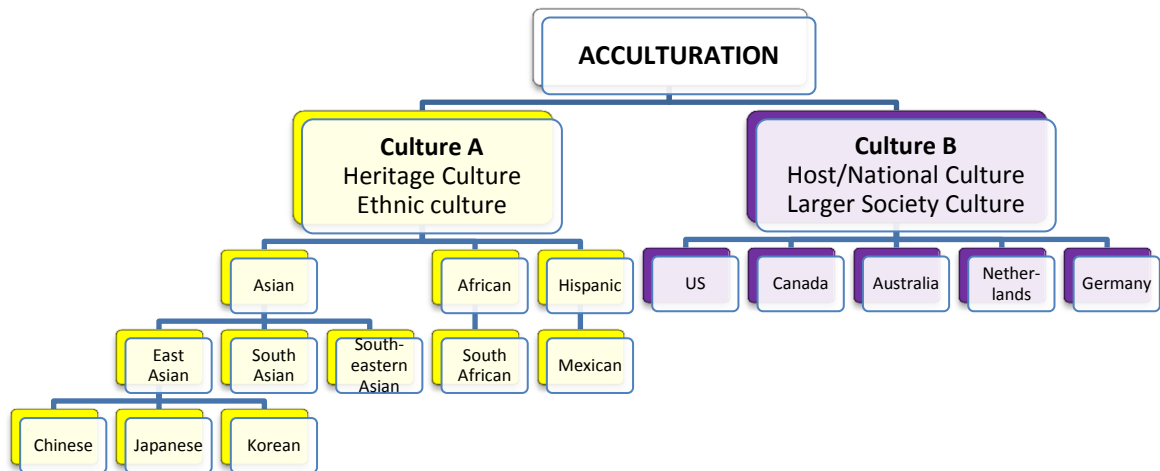 ACCULTURATION
Culture A
Heritage Culture
Ethnic culture
Culture B
Host/National Culture
Larger Society Culture
Asian
African
Hispanic
US
Canada
Australia
Nether-
lands
Germany
East
Asian
South
Asian
South-
eastern
Asian
South
African
Mexican
Chinese
Japanese
Korean